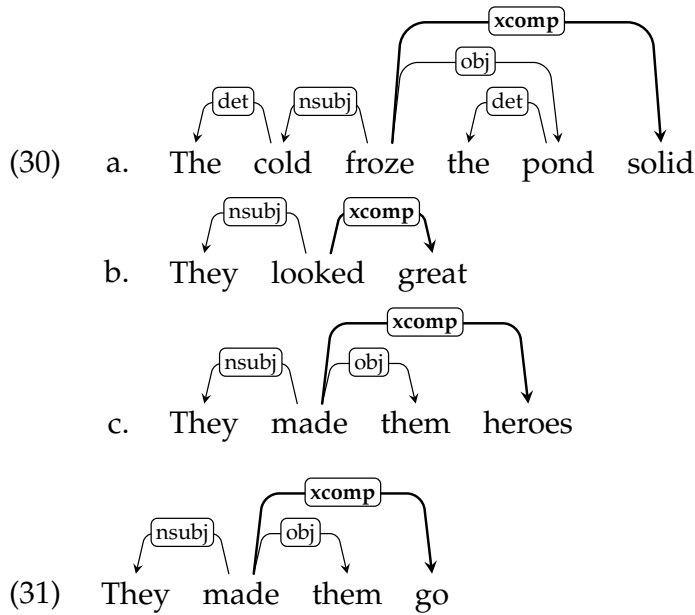 xcomp
obj
det nsubj det
(30) a. The cold froze the pond solid
nsubj xcomp
b. They looked great
xcomp
nsubj obj
c. They made them heroes
xcomp
nsubj obj
(31) They made them go